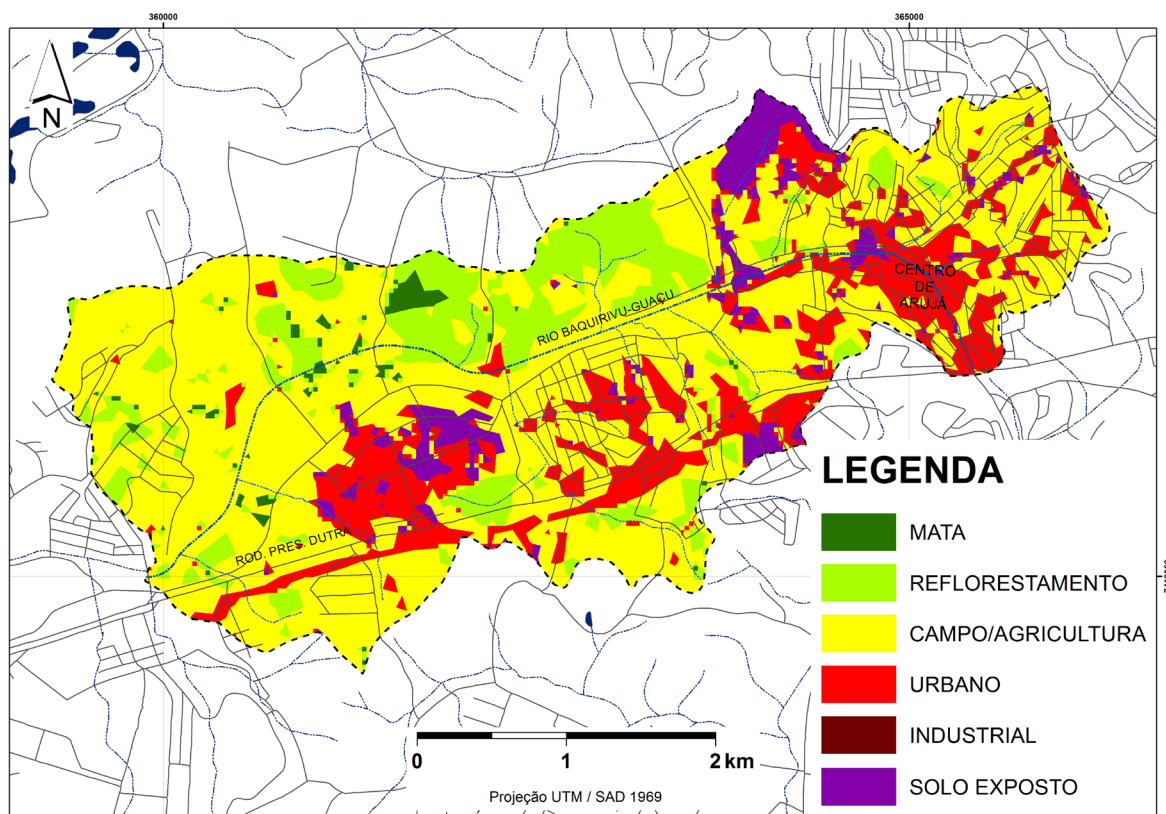 360000
365000
N
CENTRO
DE
ARUJÁ
RIO BAQUIRIVU-GUAÇU
ROD. PRES. DUTRA
LEGENDA
MATA
REFLORESTAMENTO
CAMPO/AGRICULTURA
URBANO
INDUSTRIAL
SOLO EXPOSTO
0 1 2 km
Projeção UTM / SAD 1969